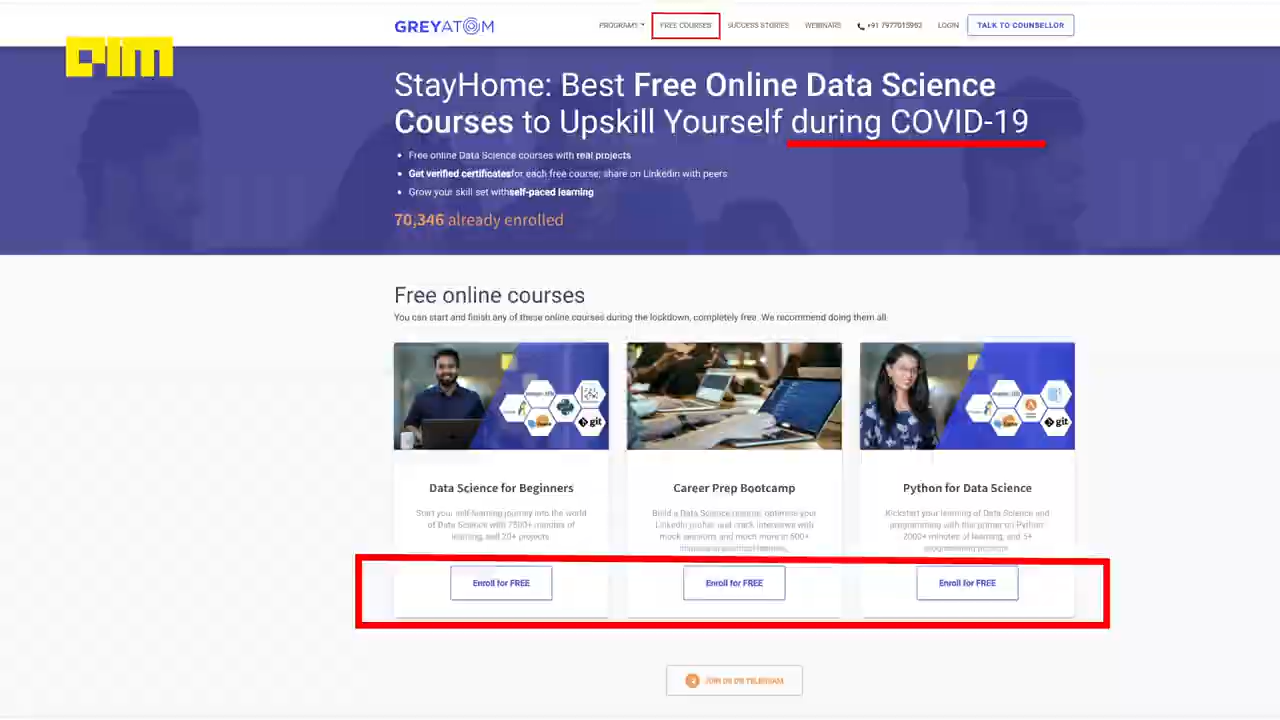 GREYATOM
PROGRAMS
FREE COURSES
SUCCESS STORIES
WEBINARS
+91 7977015952
LOGIN
TALK TO COUNSELLOR
aim
StayHome: Best Free Online Data Science
Courses to Upskill Yourself during COVID-19
Free online Data Science courses with real projects
Get verified certificates for each free course; share on Linkedin with peers
Grow your skill set with self-paced learning
70,346 already enrolled
Free online courses
You can start and finish any of these online courses during the lockdown, completely free. We recommend doing them all.
git
git
Data Science for Beginners
Start your self-learning journey into the world
of Data Science with 7500+ minutes of
learning, and 20+ projects
Career Prep Bootcamp
Build a Data Science resume, optimise your
LinkedIn profile and crack interviews with
mock sessions and much more in 500+
Python for Data Science
Kickstart your learning of Data Science and
programming with this primer on Python
2000+ minutes of learning, and 5+
programming projects
Enroll for FREE
Enroll for FREE
Enroll for FREE
JOIN US ON TELEGRAM